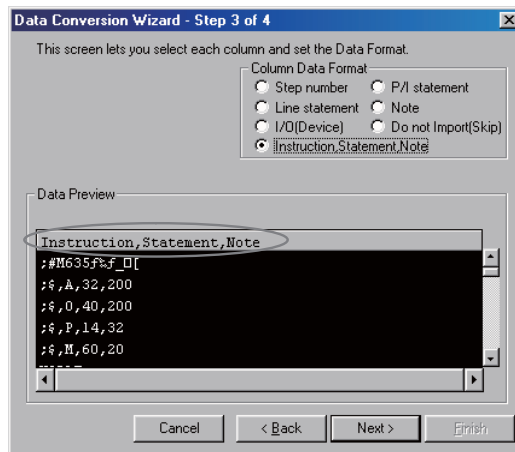 Data Conversion Wizard - Step 3 of 4
This screen lets you select each column and set the Data Format.
Column Data Format
Step number P/I statement
Line statement Note
I/O(Device) Do not Import(Skip)
Instruction,Statement,Note
Data Preview
Instruction,Statement,Note
;#M635ƒ‰ƒ_□[
;$,A,32,200
;$,0,40,200
;$,P,14,32
;$,M,60,20
Cancel < Back Next > Finish